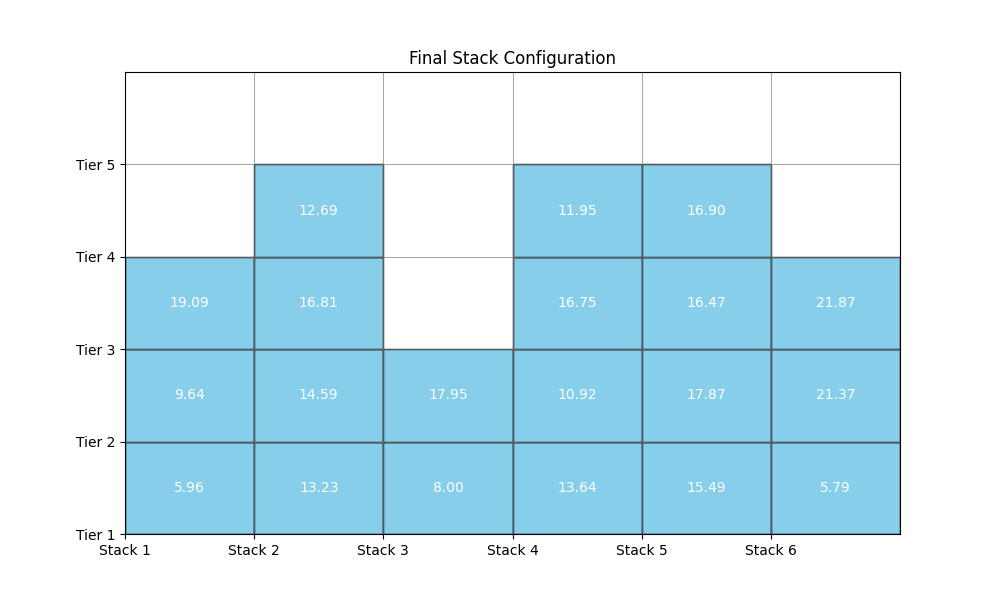 Final Stack Configuration
Tier 5
12.69 11.95 16.90
Tier 4
19.09 16.81 16.75 16.47 21.87
Tier 3
9.64 14.59 17.95 10.92 17.87 21.37
Tier 2
5.96 13.23 8.00 13.64 15.49 5.79
Tier 1
Stack 1 Stack 2 Stack 3 Stack 4 Stack 5 Stack 6